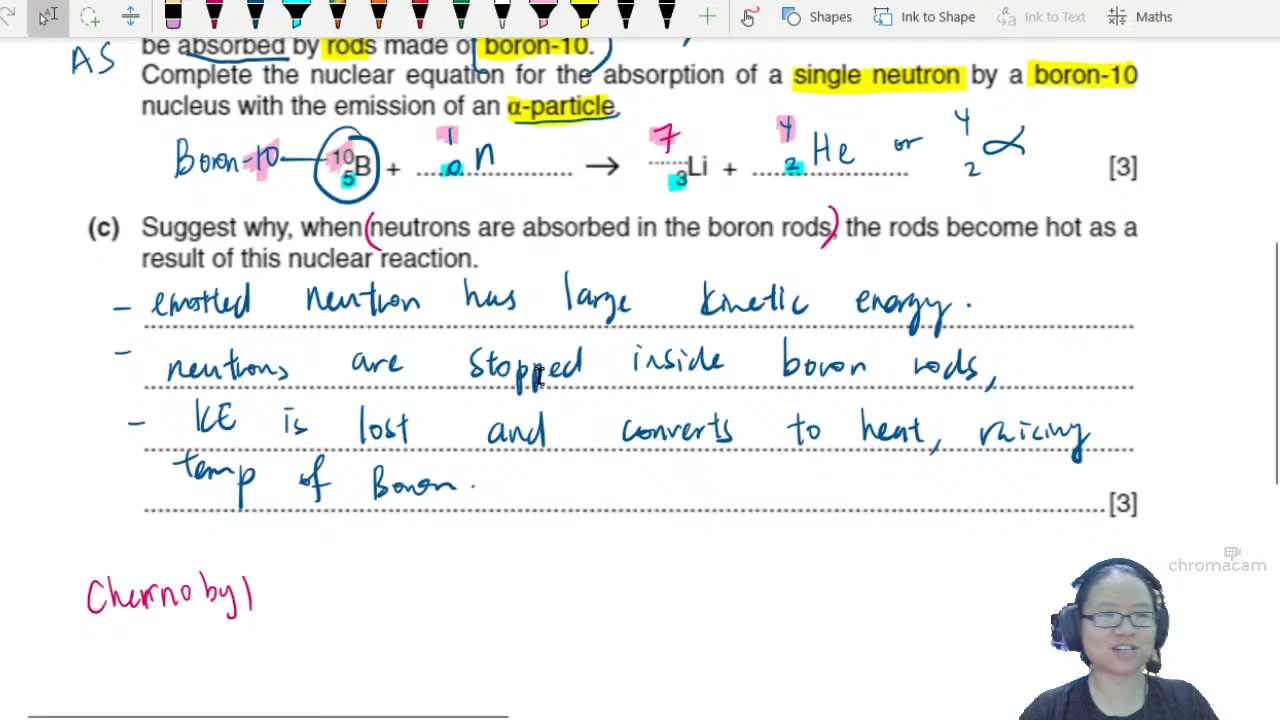 Shapes Ink to Shape Ink to Text Maths
be absorbed by rods made of boron-10.
AS
Complete the nuclear equation for the absorption of a single neutron by a boron-10
nucleus with the emission of an α-particle.
Boron-10 10 5 B + 1 0 n → 7 3 Li + 4 2 He or 4 2 α [3]
(c) Suggest why, when (neutrons are absorbed in the boron rods), the rods become hot as a
result of this nuclear reaction.
- emitted neutron has large kinetic energy.
- neutrons are stopped inside boron rods,
- KE is lost and converts to heat, raising
temp of Boron.
[3]
chromacam
Chernobyl